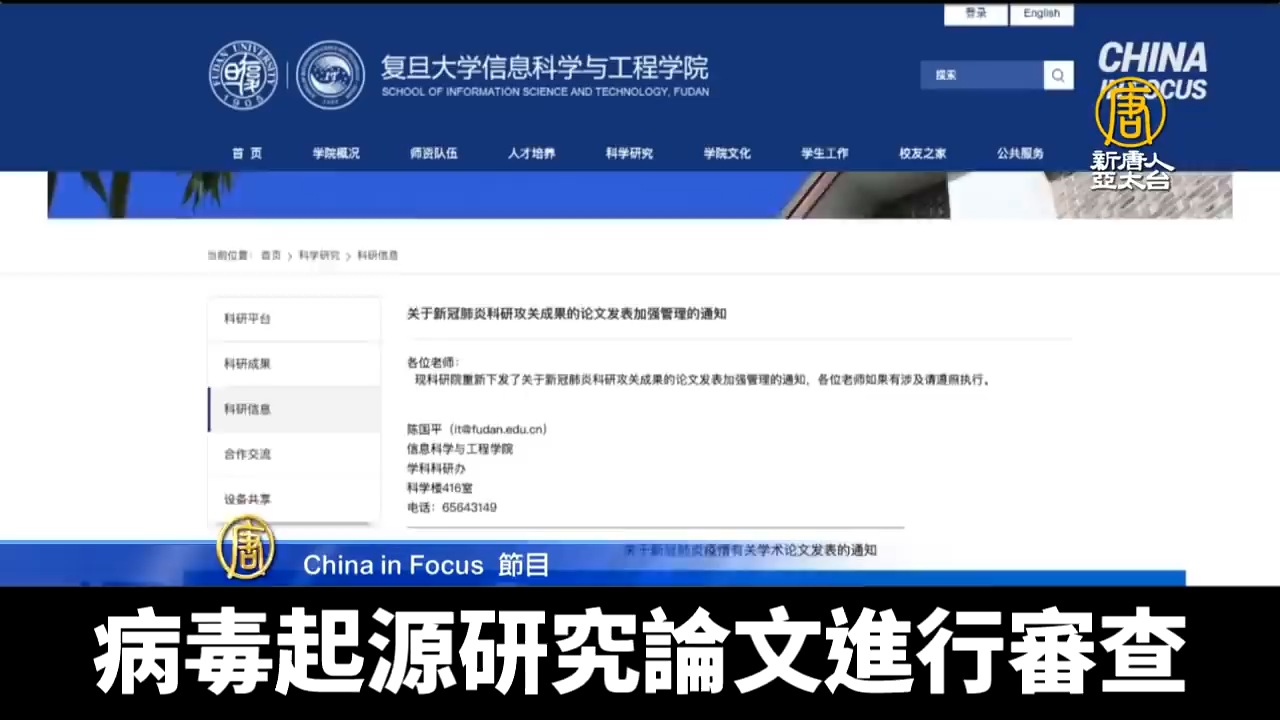 登录
English
CHINA
IN FOCUS
FUDAN UNIVERSITY
1905
复旦大学信息科学与工程学院
SCHOOL OF INFORMATION SCIENCE AND TECHNOLOGY, FUDAN
搜索
唐
新唐人
亞太台
首 页
学院概况
师资队伍
人才培养
科学研究
学院文化
学生工作
校友之家
公共服务
当前位置: 首页 > 科学研究 > 科研信息
科研平台
科研成果
科研信息
合作交流
设备共享
关于新冠肺炎科研攻关成果的论文发表加强管理的通知
各位老师:
现科研院重新下发了关于新冠肺炎科研攻关成果的论文发表加强管理的通知，各位老师如果有涉及请遵照执行。
陈国平（it@fudan.edu.cn）
信息科学与工程学院
学科科研办
科学楼416室
电话：65643149
关于新冠肺炎疫情有关学术论文发表的通知
唐
China in Focus 節目
病毒起源研究論文進行審查